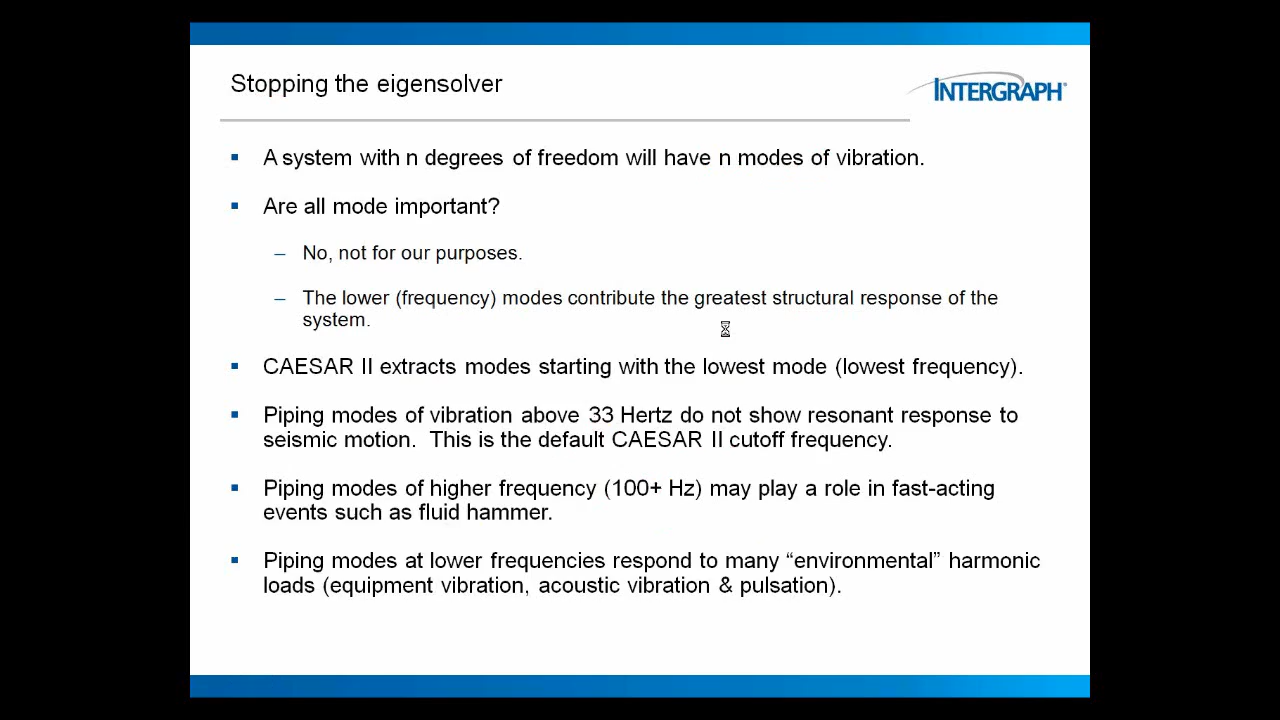 Stopping the eigensolver
INTERGRAPH
A system with n degrees of freedom will have n modes of vibration.
Are all mode important?
– No, not for our purposes.
– The lower (frequency) modes contribute the greatest structural response of the
system.
CAESAR II extracts modes starting with the lowest mode (lowest frequency).
Piping modes of vibration above 33 Hertz do not show resonant response to
seismic motion. This is the default CAESAR II cutoff frequency.
Piping modes of higher frequency (100+ Hz) may play a role in fast-acting
events such as fluid hammer.
Piping modes at lower frequencies respond to many “environmental” harmonic
loads (equipment vibration, acoustic vibration & pulsation).